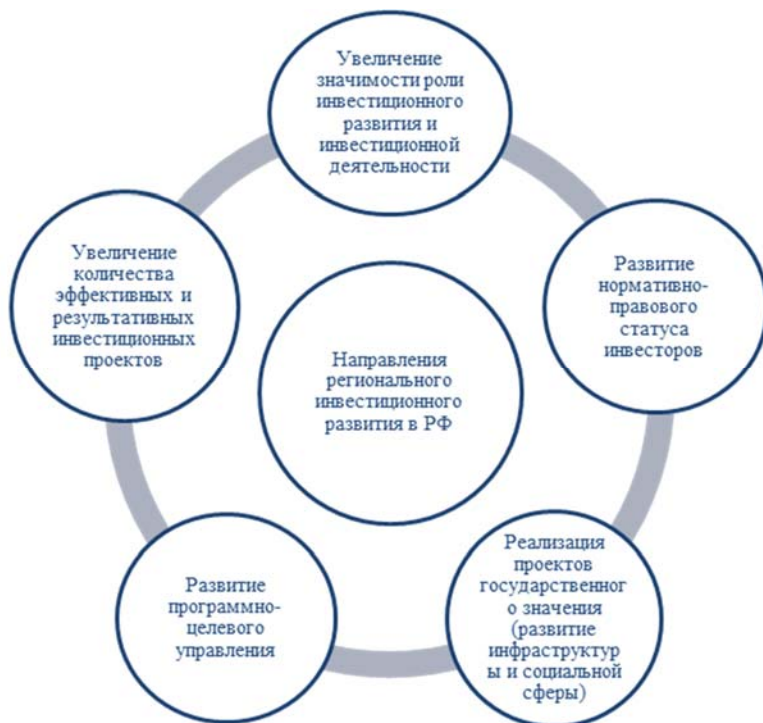 Увеличение
значимости роли
инвестиционного
развития и
инвестиционной
деятельности
Развитие
нормативно-
правового
статуса
инвесторов
Реализация
проектов
государственног
о значения
(развитие
инфраструктур
ы и социальной
сферы)
Развитие
программно-
целевого
управления
Увеличение
количества
эффективных и
результативных
инвестиционных
проектов
Направления
регионального
инвестиционного
развития в РФ